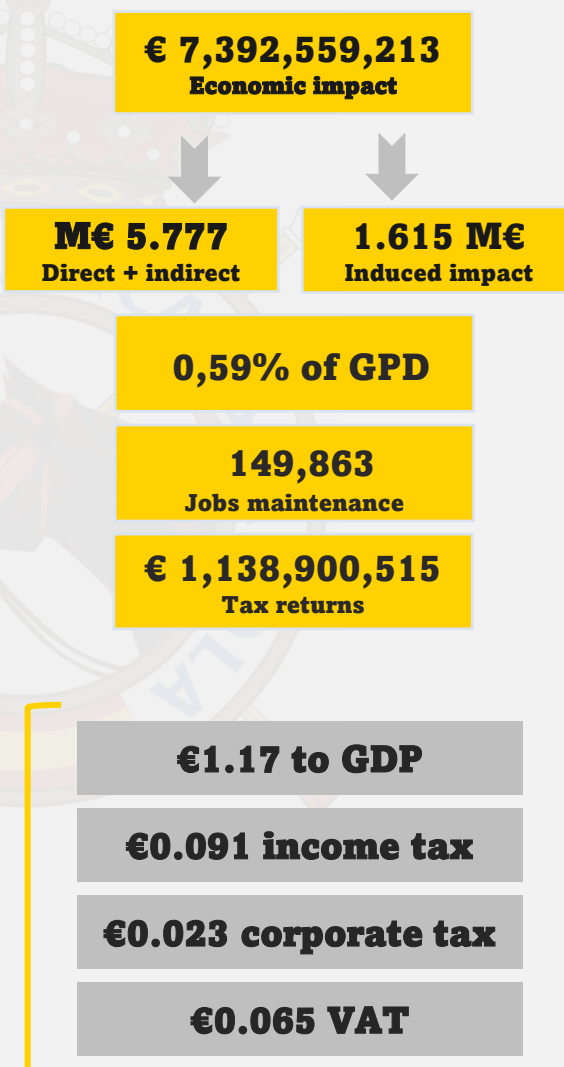 € 7,392,559,213
Economic impact
M€ 5.777
Direct + indirect
1.615 M€
Induced impact
0,59% of GPD
149,863
Jobs maintenance
€ 1,138,900,515
Tax returns
€1.17 to GDP
€0.091 income tax
€0.023 corporate tax
€0.065 VAT